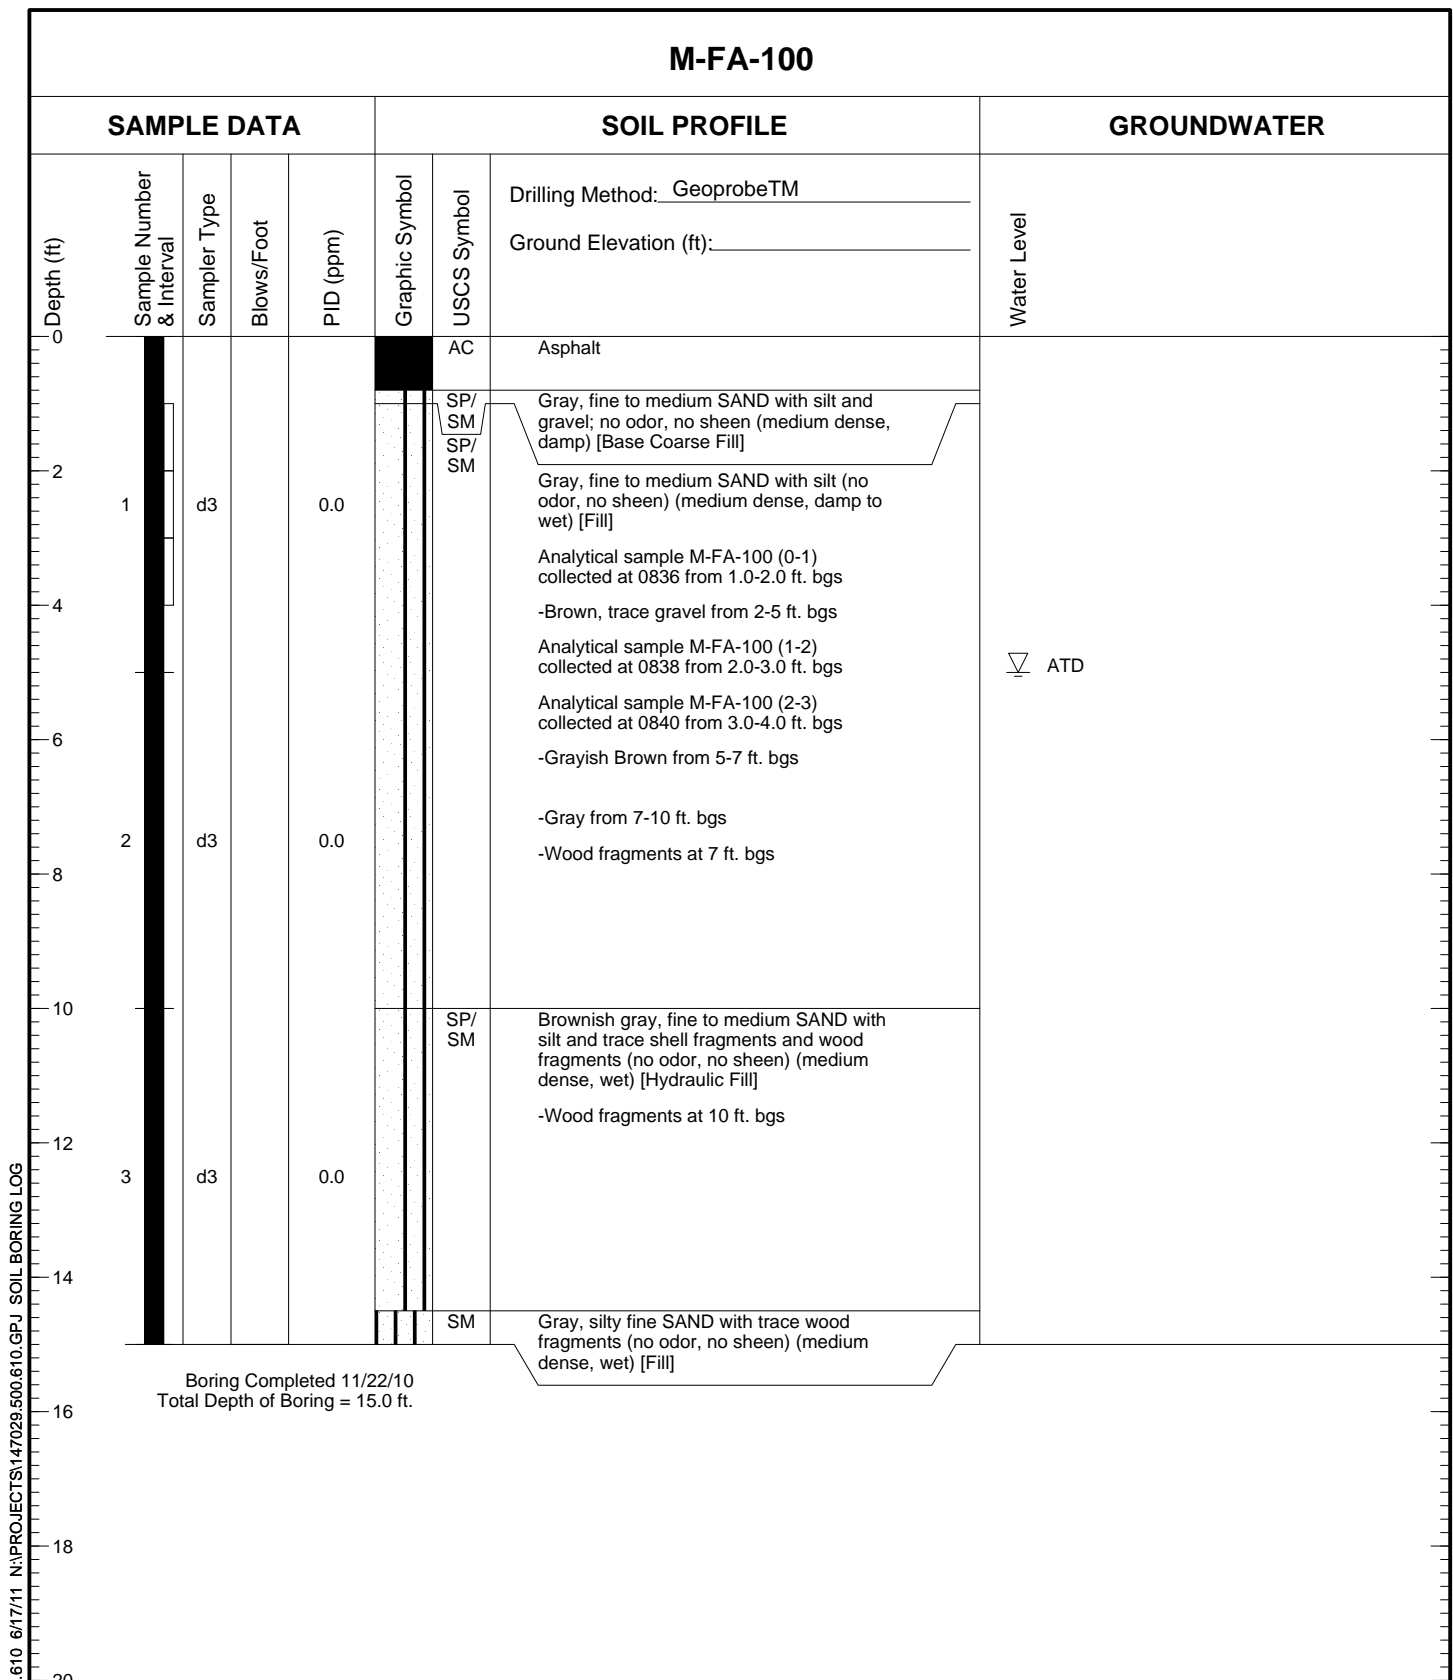 M-FA-100
SAMPLE DATA
SOIL PROFILE
GROUNDWATER
Depth (ft)
Sample Number
& Interval
Sampler Type
Blows/Foot
PID (ppm)
Graphic Symbol
USCS Symbol
Drilling Method: GeoprobeTM
Ground Elevation (ft):
Water Level
0
AC
Asphalt
SP/
SM
Gray, fine to medium SAND with silt and
gravel; no odor, no sheen (medium dense,
damp) [Base Coarse Fill]
SP/
SM
2
Gray, fine to medium SAND with silt (no
odor, no sheen) (medium dense, damp to
wet) [Fill]
1
d3
0.0
Analytical sample M-FA-100 (0-1)
collected at 0836 from 1.0-2.0 ft. bgs
4
-Brown, trace gravel from 2-5 ft. bgs
Analytical sample M-FA-100 (1-2)
collected at 0838 from 2.0-3.0 ft. bgs
ATD
Analytical sample M-FA-100 (2-3)
collected at 0840 from 3.0-4.0 ft. bgs
6
-Grayish Brown from 5-7 ft. bgs
-Gray from 7-10 ft. bgs
2
d3
0.0
-Wood fragments at 7 ft. bgs
8
10
SP/
SM
Brownish gray, fine to medium SAND with
silt and trace shell fragments and wood
fragments (no odor, no sheen) (medium
dense, wet) [Hydraulic Fill]
-Wood fragments at 10 ft. bgs
12
3
d3
0.0
14
SM
Gray, silty fine SAND with trace wood
fragments (no odor, no sheen) (medium
dense, wet) [Fill]
Boring Completed 11/22/10
Total Depth of Boring = 15.0 ft.
16
18
20
.610 6/17/11 N:\PROJECTS\147029.500.610.GPJ SOIL BORING LOG